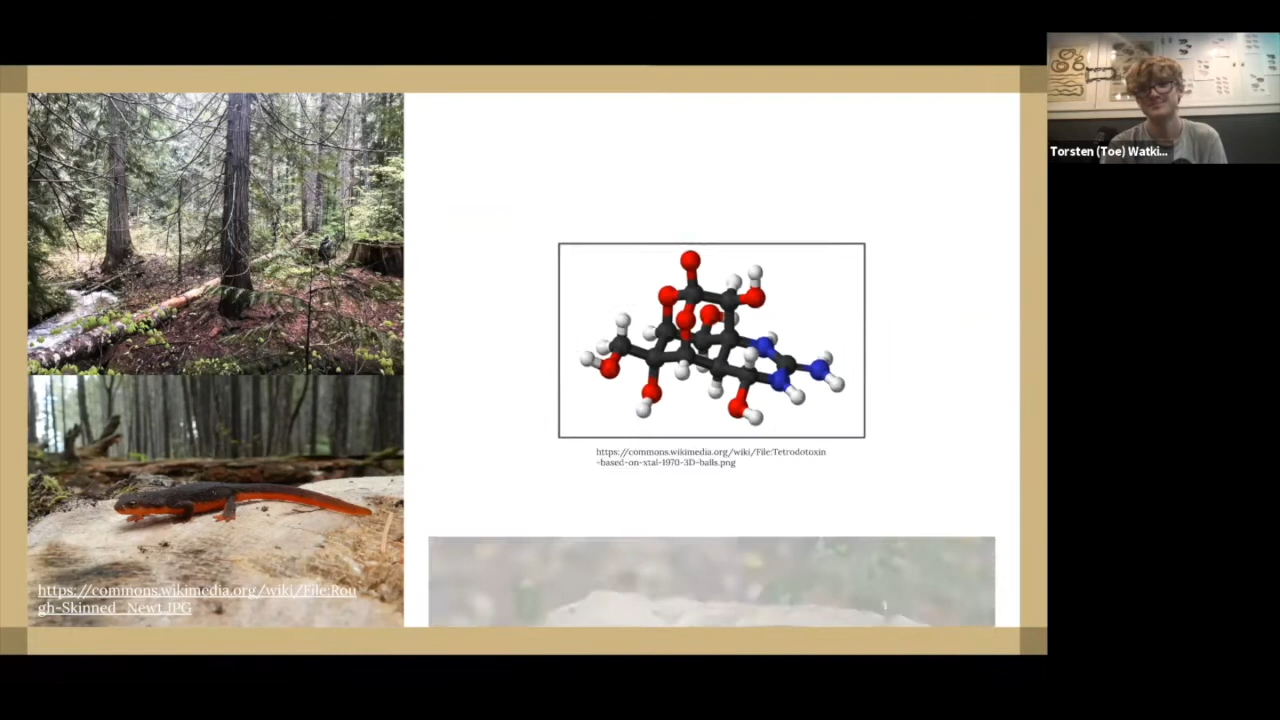 Torsten (Toe) Watki...
https://commons.wikimedia.org/wiki/File:Tetrodotoxin
-based-on-xtal-1970-3D-balls.png
https://commons.wikimedia.org/wiki/File:Rou
gh-Skinned_Newt.JPG